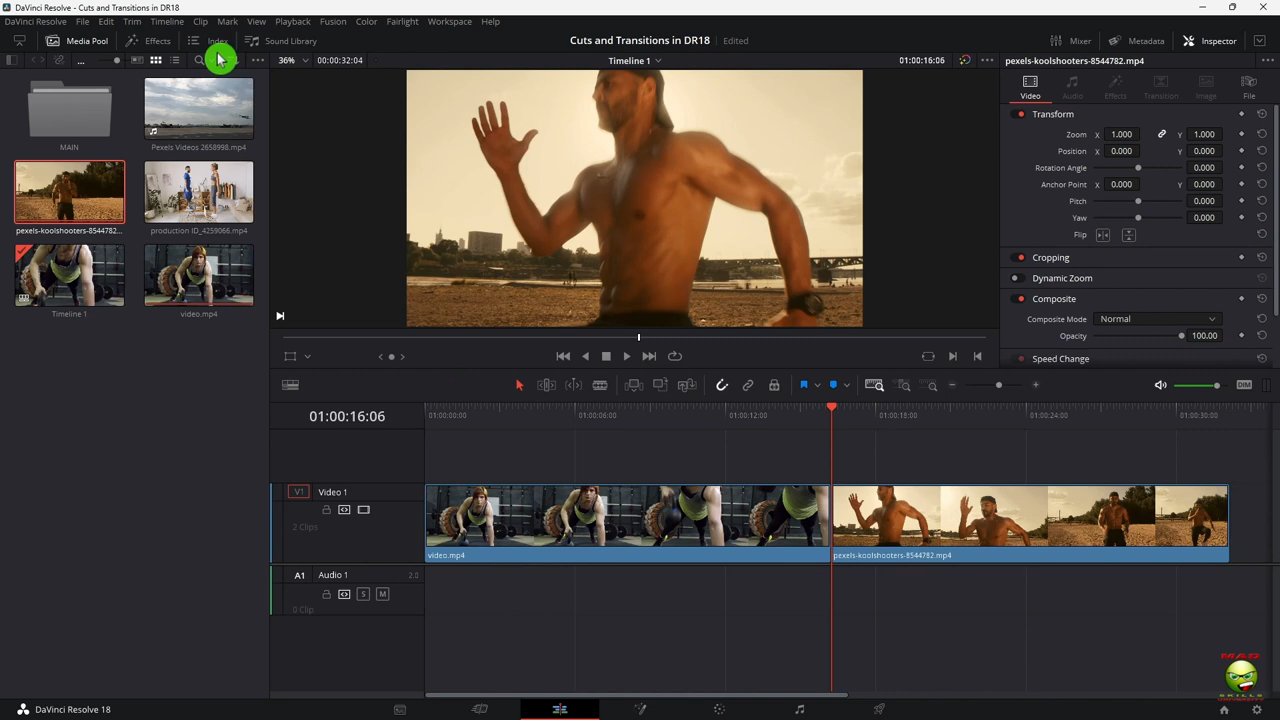 DaVinci Resolve - Cuts and Transitions in DR18
DaVinci Resolve File Edit Trim Timeline Clip Mark View Playback Fusion Color Fairlight Workspace Help
Media Pool Effects Index Sound Library Cuts and Transitions in DR18 Edited Mixer Metadata Inspector
... 36% 00:00:32:04 Timeline 1 01:00:16:06 pexels-koolshooters-8544782.mp4
Video Audio Effects Transition Image File
MAIN Pexels Videos 2658998.mp4
pexels-koolshooters-8544782... production ID_4259066.mp4
Timeline 1 video.mp4
Transform
Zoom X 1.000 Y 1.000
Position X 0.000 Y 0.000
Rotation Angle 0.000
Anchor Point X 0.000 Y 0.000
Pitch 0.000
Yaw 0.000
Flip
Cropping
Dynamic Zoom
Composite
Composite Mode Normal
Opacity 100.00
Speed Change
DIM
01:00:16:06 01:00:00:00 01:00:06:00 01:00:12:00 01:00:18:00 01:00:24:00 01:00:30:00
V1 Video 1
2 Clips
video.mp4 pexels-koolshooters-8544782.mp4
A1 Audio 1 2.0
S M
0 Clip
MAD
SKILLS
UNIVERSITY
DaVinci Resolve 18